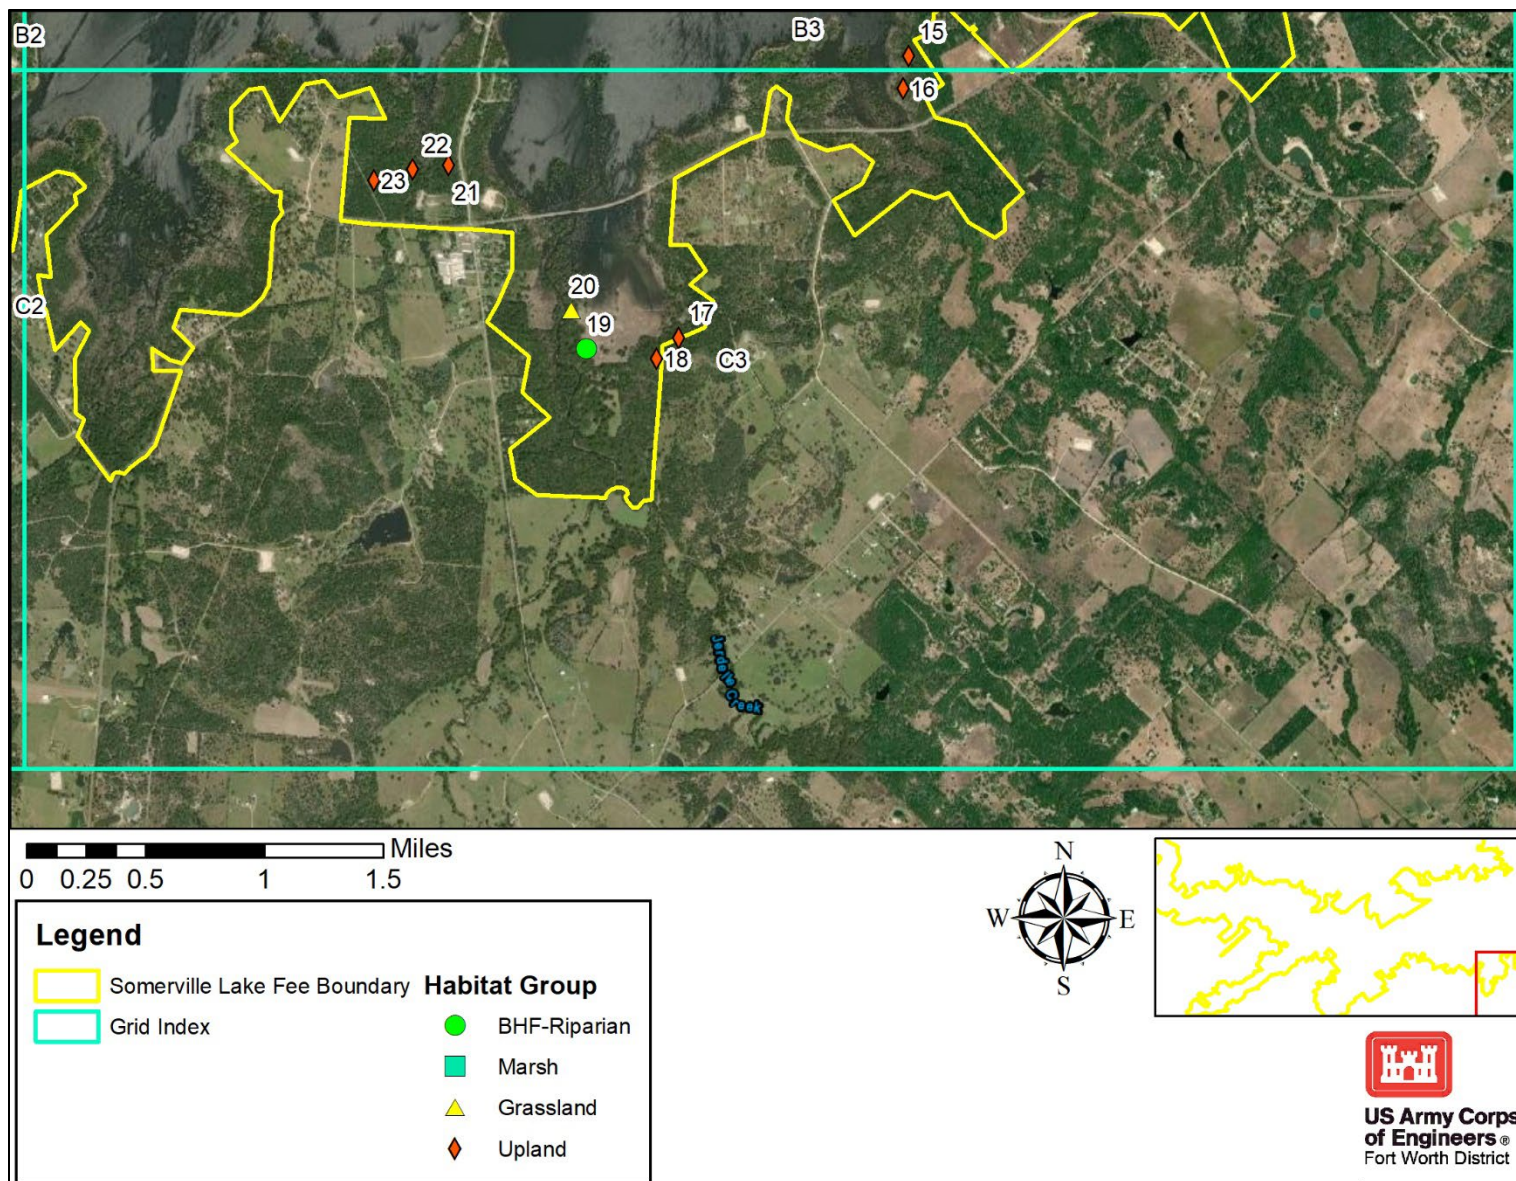 B2
B3
15
16
22
23
21
C2
20
19
17
18
C3
Jerdelle Creek
Miles
0 0.25 0.5 1 1.5
N
W E
S
Legend
Somerville Lake Fee Boundary
Grid Index
Habitat Group
BHF-Riparian
Marsh
Grassland
Upland
US Army Corps
of Engineers ®
Fort Worth District